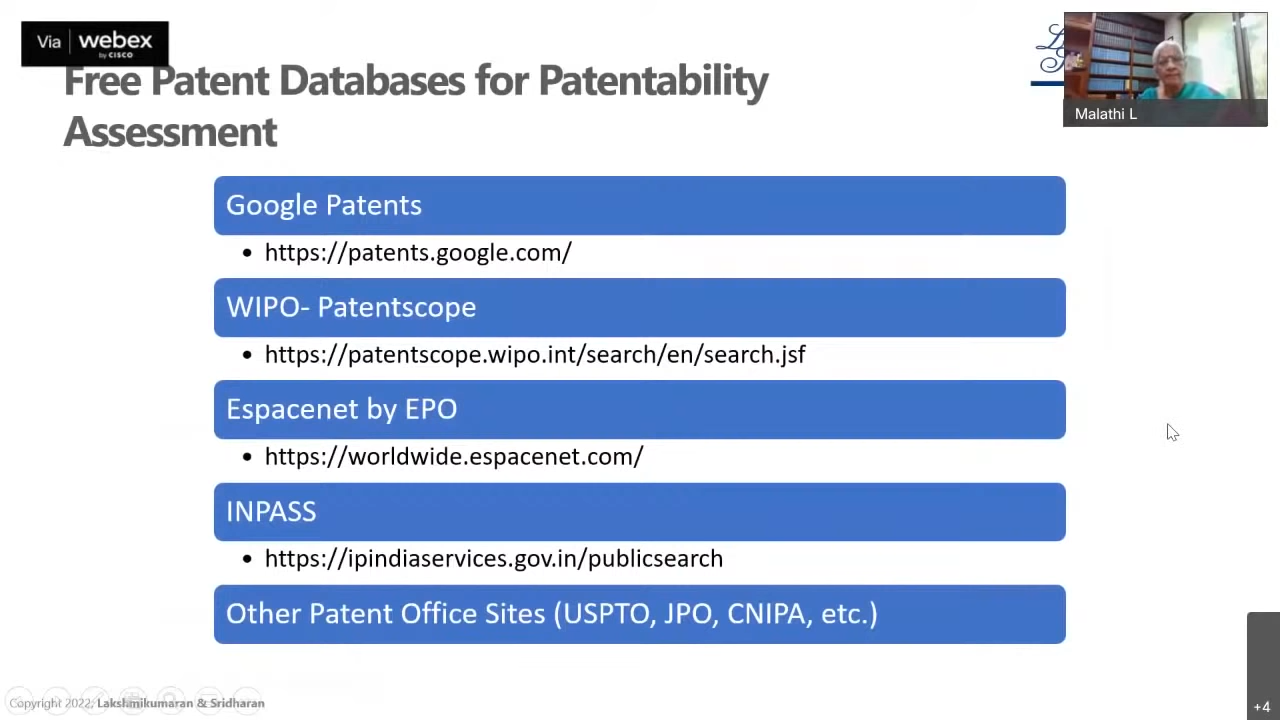 Via webex
by CISCO
Free Patent Databases for Patentability
Assessment
Malathi L
Google Patents
• https://patents.google.com/
WIPO- Patentscope
• https://patentscope.wipo.int/search/en/search.jsf
Espacenet by EPO
• https://worldwide.espacenet.com/
INPASS
• https://ipindiaservices.gov.in/publicsearch
Other Patent Office Sites (USPTO, JPO, CNIPA, etc.)
Copyright 2022, Lakshmikumaran & Sridharan
+4